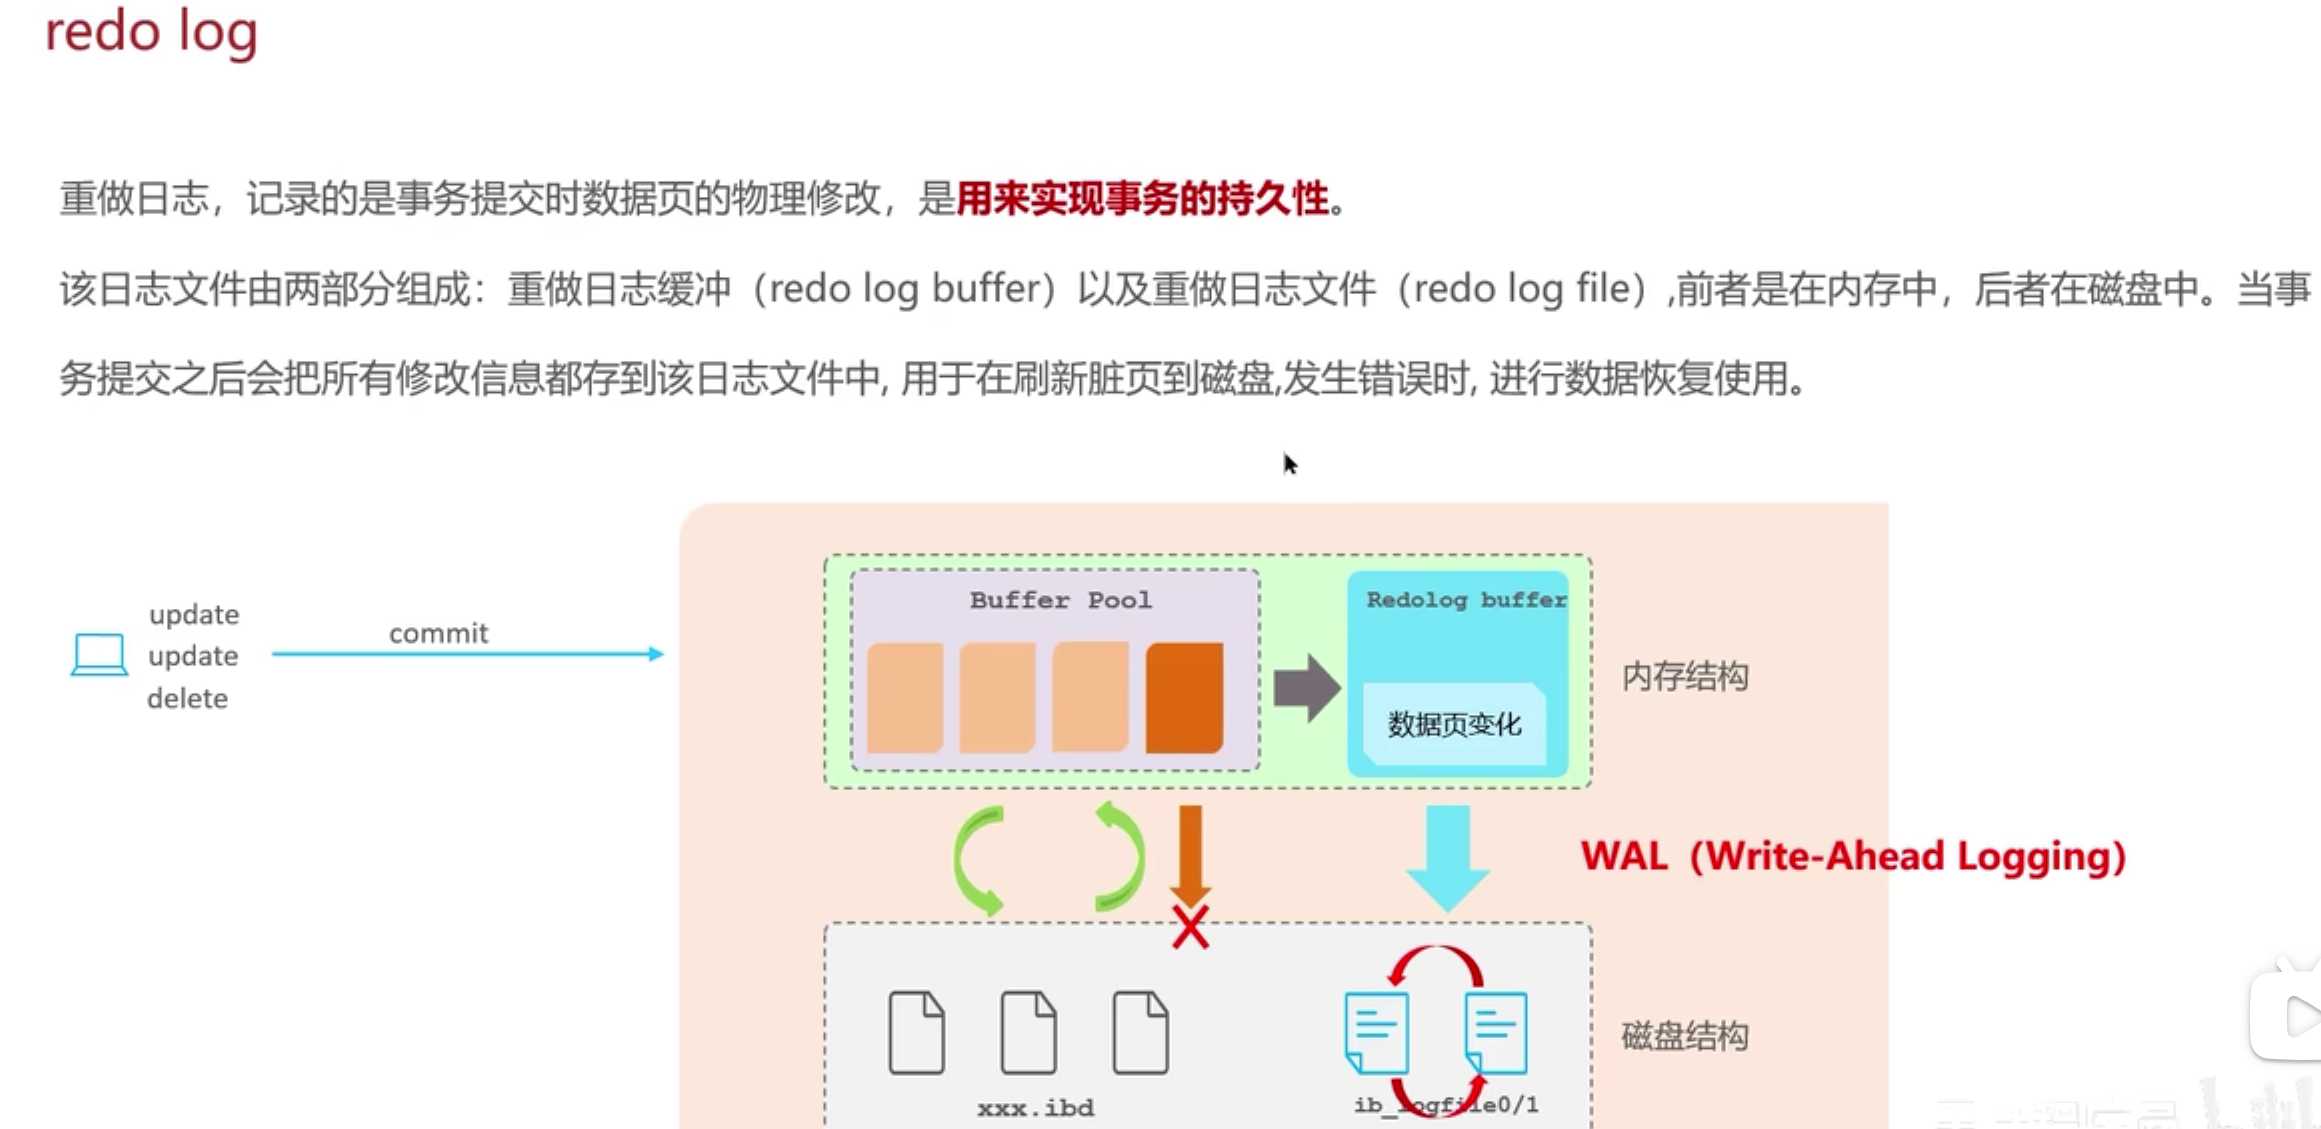 redo log
重做日志，记录的是事务提交时数据页的物理修改，是用来实现事务的持久性。
该日志文件由两部分组成：重做日志缓冲（redo log buffer）以及重做日志文件（redo log file）,前者是在内存中，后者在磁盘中。当事
务提交之后会把所有修改信息都存到该日志文件中, 用于在刷新脏页到磁盘,发生错误时, 进行数据恢复使用。
update
update
delete
commit
Buffer Pool
Redolog buffer
数据页变化
内存结构
WAL（Write-Ahead Logging）
磁盘结构
xxx.ibd
ib_logfile0/1